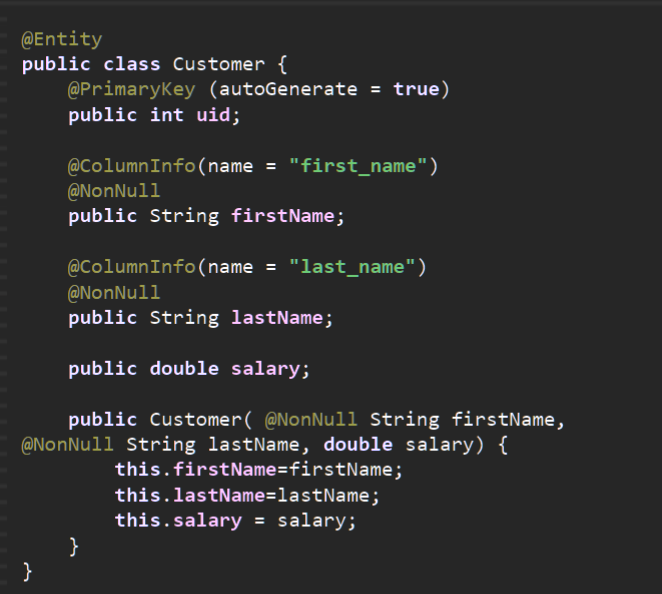 @Entity
public class Customer {
@PrimaryKey (autoGenerate = true)
public int uid;
@ColumnInfo(name = "first_name")
@NonNull
public String firstName;
@ColumnInfo(name = "last_name")
@NonNull
public String lastName;
public double salary;
public Customer( @NonNull String firstName,
@NonNull String lastName, double salary) {
this.firstName=firstName;
this.lastName=lastName;
this.salary = salary;
}
}